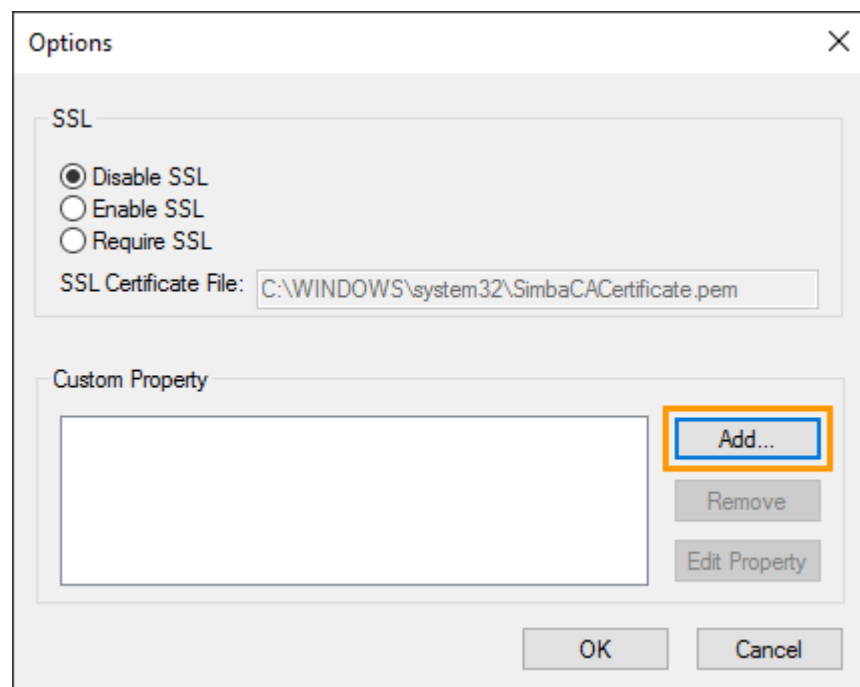 Options
SSL
Disable SSL
Enable SSL
Require SSL
SSL Certificate File: C:\WINDOWS\system32\SimbaCACertificate.pem
Custom Property
Add...
Remove
Edit Property
OK Cancel